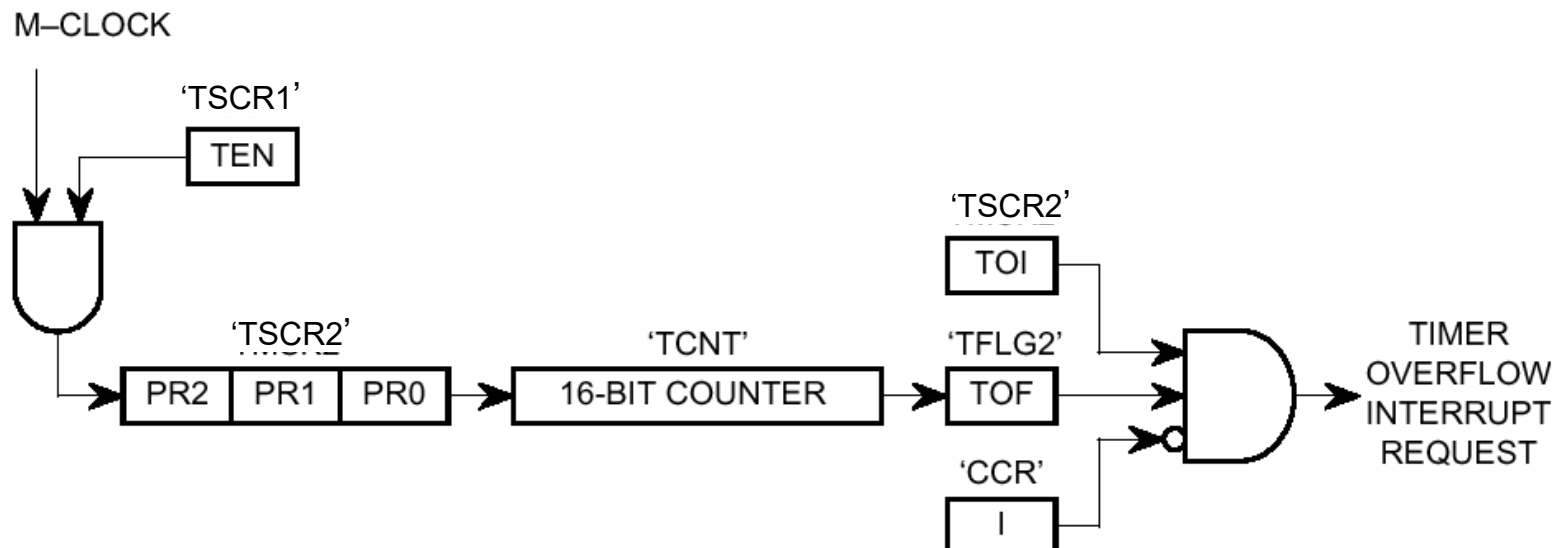 M–CLOCK
‘TSCR1’
TEN
‘TSCR2’
TOI
‘TSCR2’
PR2 PR1 PR0
‘TCNT’
16-BIT COUNTER
‘TFLG2’
TOF
‘CCR’
I
TIMER
OVERFLOW
INTERRUPT
REQUEST